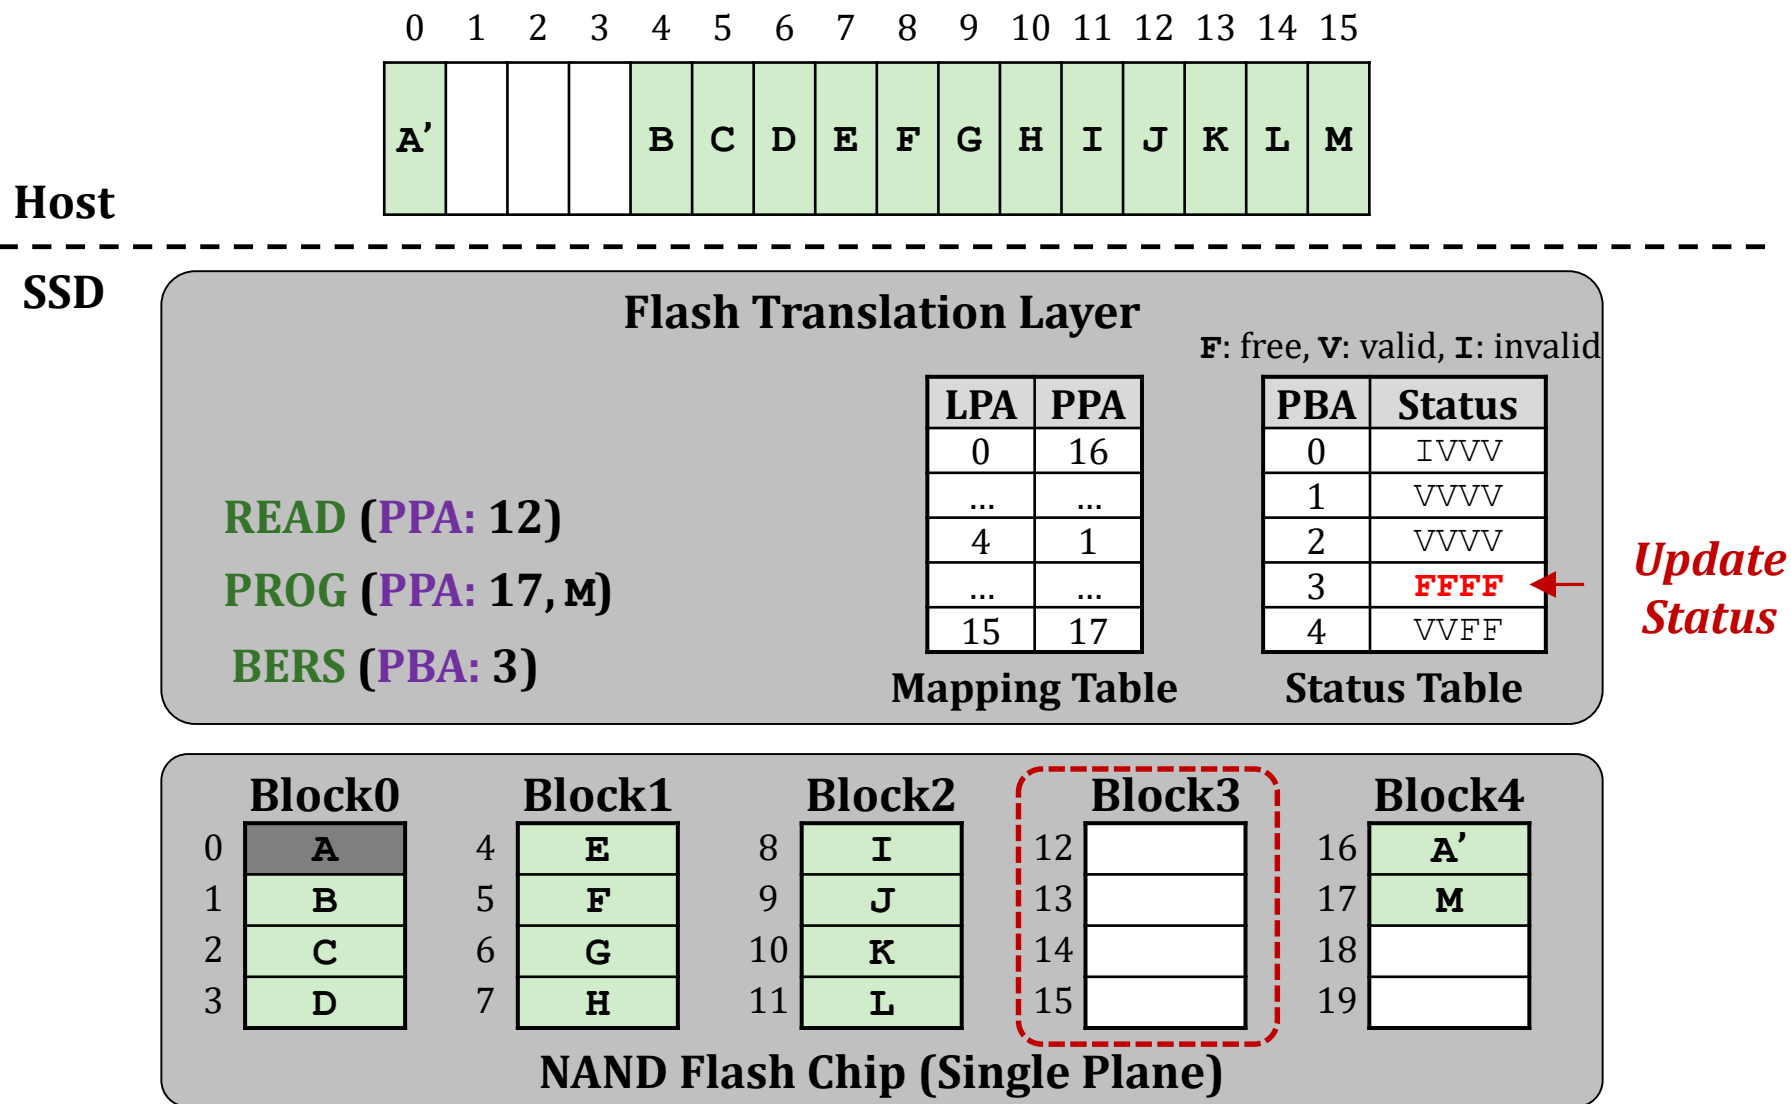 0 1 2 3 4 5 6 7 8 9 10 11 12 13 14 15
A’ B C D E F G H I J K L M
Host
SSD
Flash Translation Layer
F: free, V: valid, I: invalid
LPA PPA
0 16
... ...
4 1
... ...
15 17
Mapping Table
PBA Status
0 IVVV
1 VVVV
2 VVVV
3 FFFF
4 VVFF
Status Table
Update
Status
READ (PPA: 12)
PROG (PPA: 17, M)
BERS (PBA: 3)
Block0
0 A
1 B
2 C
3 D
Block1
4 E
5 F
6 G
7 H
Block2
8 I
9 J
10 K
11 L
Block3
12
13
14
15
Block4
16 A’
17 M
18
19
NAND Flash Chip (Single Plane)